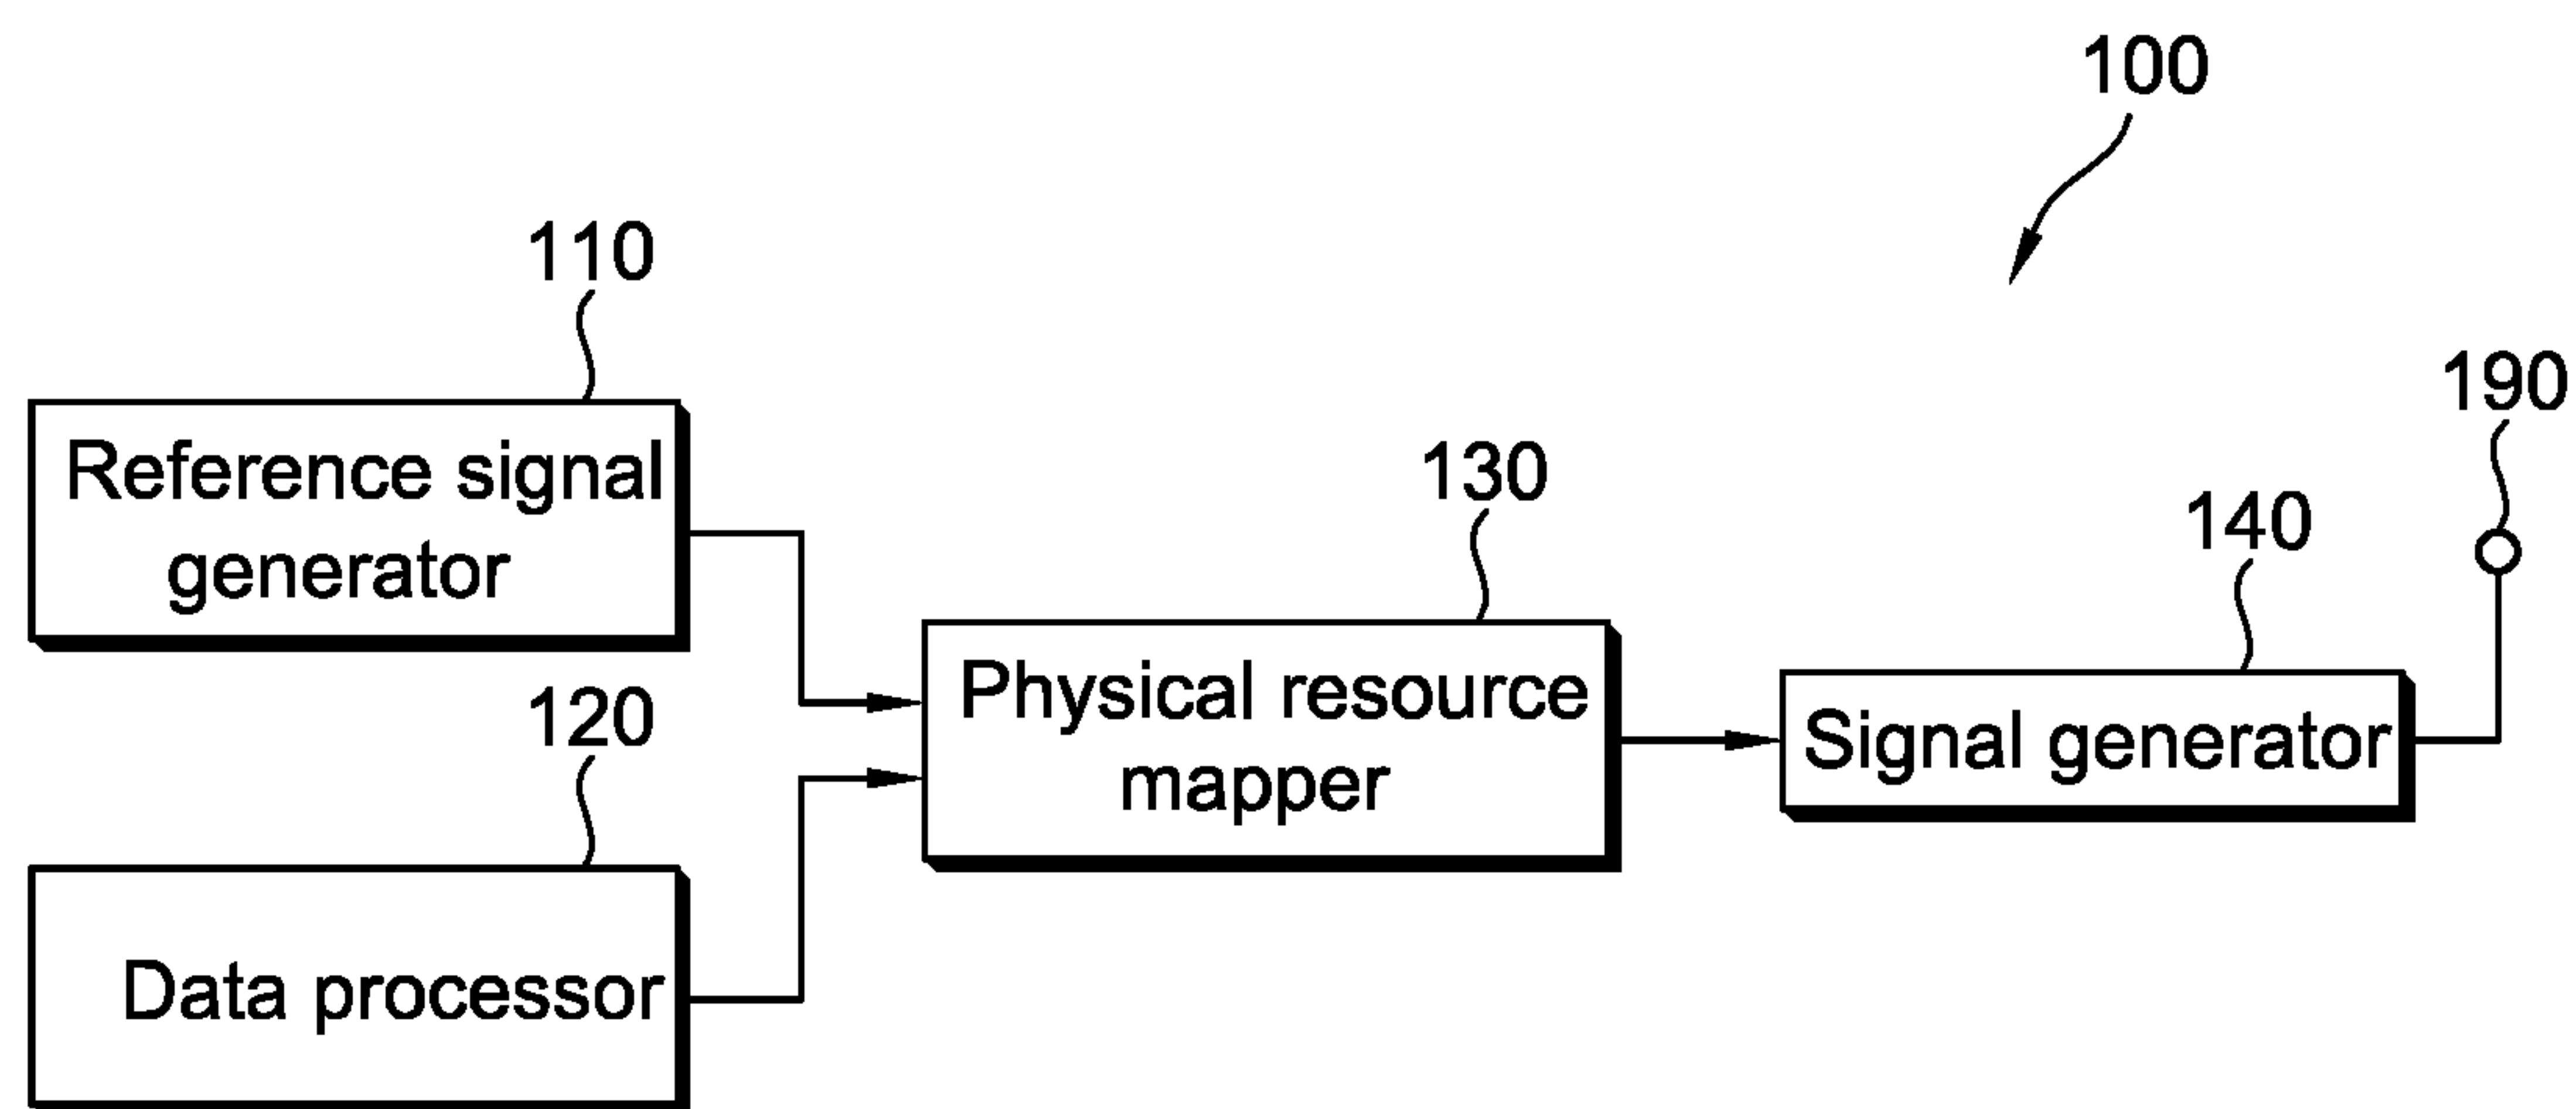 100
110
190
Reference signal
generator
130
140
120
Physical resource
mapper
Signal generator
Data processor